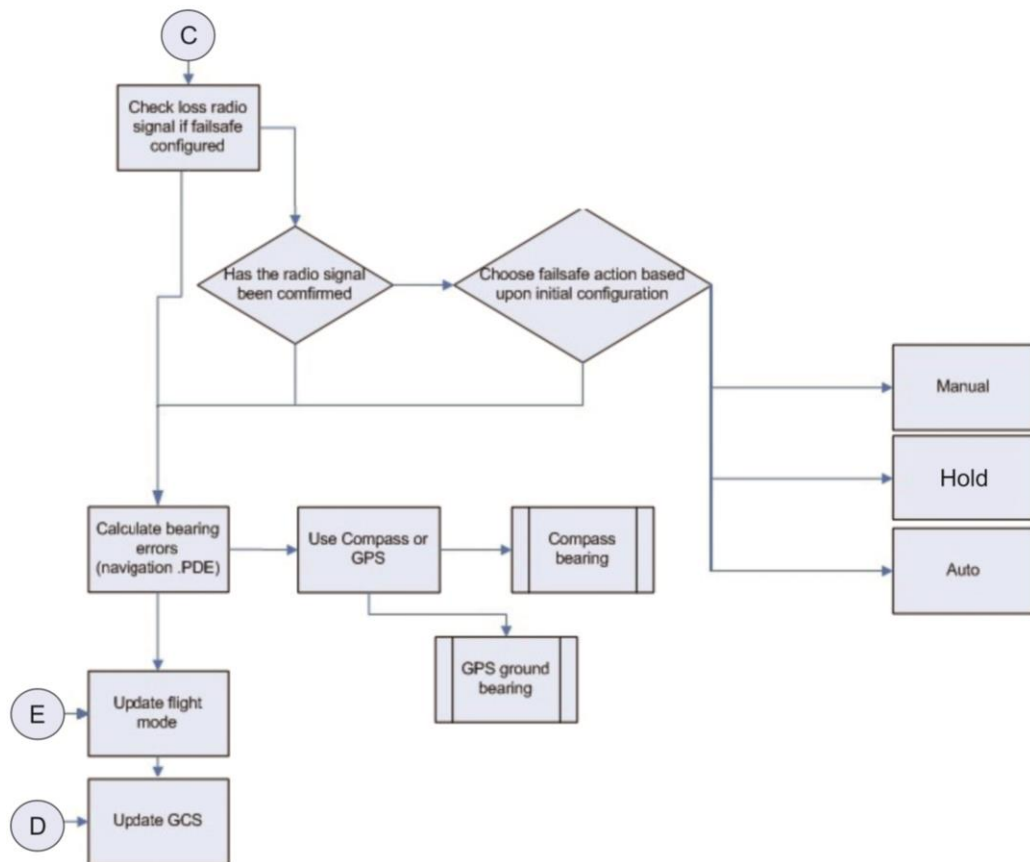 C
Check loss radio
signal if failsafe
configured
Has the radio signal
been comfirmed
Choose failsafe action based
upon initial configuration
Manual
Hold
Auto
Calculate bearing
errors
(navigation .PDE)
Use Compass or
GPS
Compass
bearing
GPS ground
bearing
E
Update flight
mode
D
Update GCS